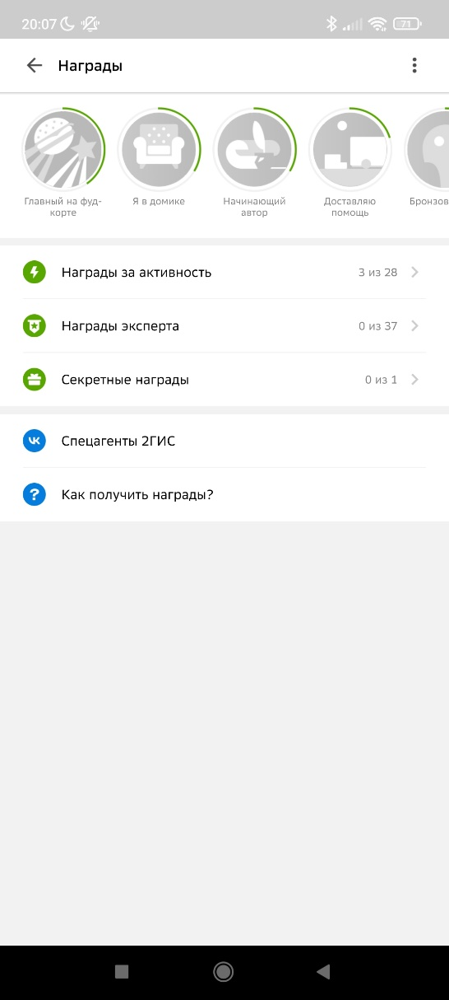 20:07
71
Награды
Главный на фуд-
корте
Я в домике
Начинающий
автор
Доставляю
помощь
Бронзов
Награды за активность
3 из 28
Награды эксперта
0 из 37
Секретные награды
0 из 1
Спецагенты 2ГИС
Как получить награды?